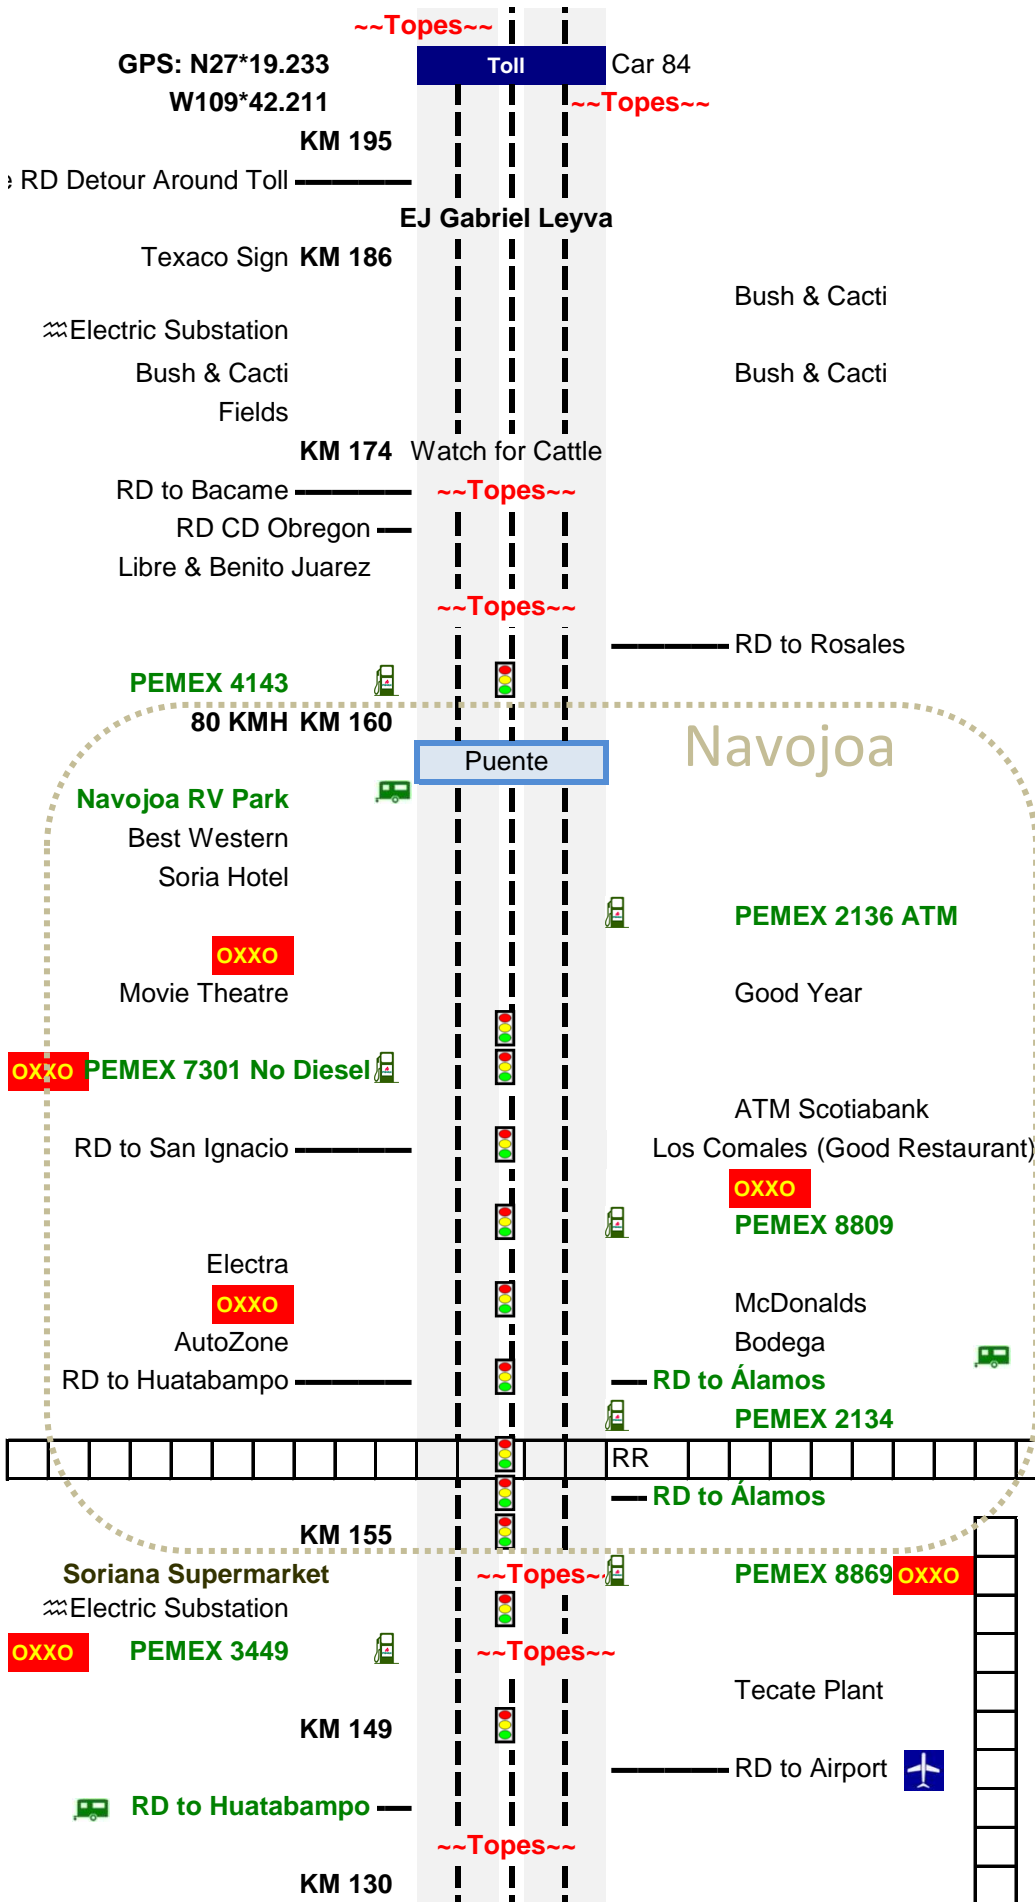 ~~Topes~~
GPS: N27*19.233 Toll Car 84
W109*42.211 ~~Topes~~
KM 195
RD Detour Around Toll
EJ Gabriel Leyva
Texaco Sign KM 186
Bush & Cacti
Electric Substation
Bush & Cacti Bush & Cacti
Fields
KM 174 Watch for Cattle
RD to Bacame ~~Topes~~
RD CD Obregon
Libre & Benito Juarez
~~Topes~~
RD to Rosales
PEMEX 4143
80 KMH KM 160
Navojoa
Puente
Navojoa RV Park
Best Western
Soria Hotel
PEMEX 2136 ATM
OXXO
Movie Theatre Good Year
OXXO PEMEX 7301 No Diesel
ATM Scotiabank
RD to San Ignacio Los Comales (Good Restaurant)
OXXO
PEMEX 8809
Electra
OXXO McDonalds
AutoZone Bodega
RD to Huatabampo RD to Álamos
PEMEX 2134
RR
RD to Álamos
KM 155
Soriana Supermarket ~~Topes~ PEMEX 8869 OXXO
Electric Substation
OXXO PEMEX 3449 ~~Topes~~
Tecate Plant
KM 149
RD to Airport
RD to Huatabampo
~~Topes~~
KM 130